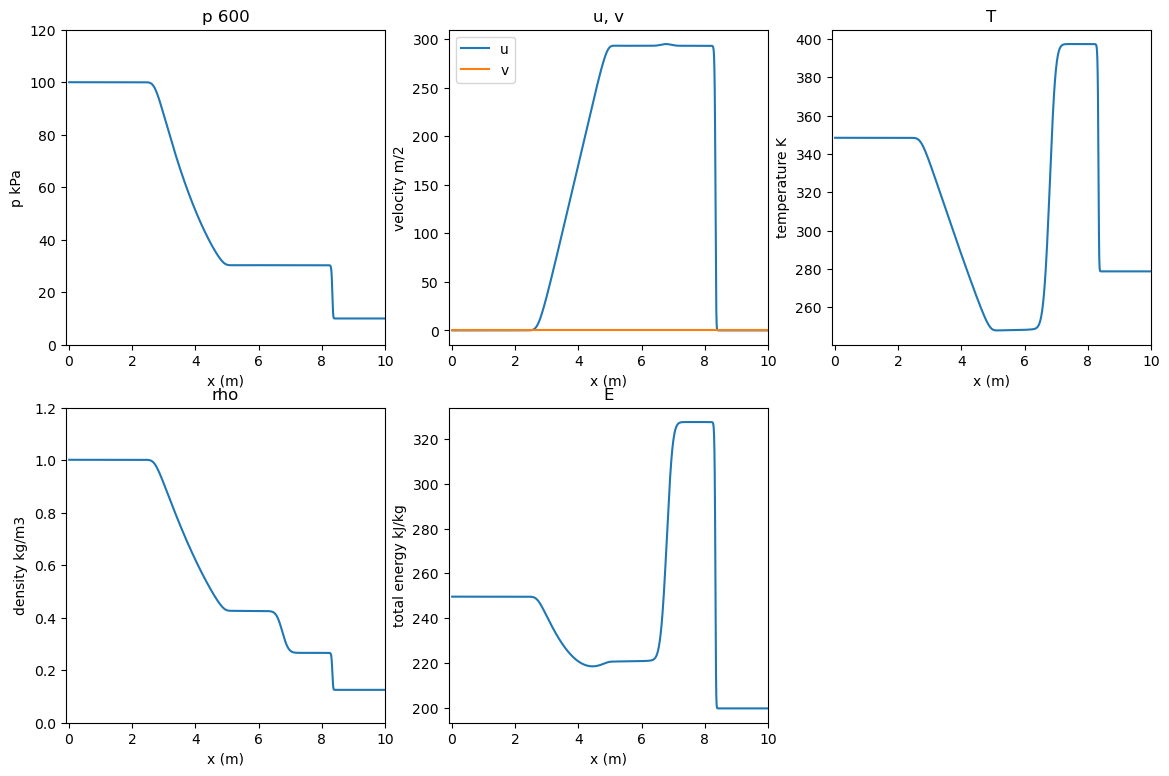 p 600
p kPa
120
100
80
60
40
20
0
0 2 4 6 8 10
x (m)
u, v
velocity m/2
300
250
200
150
100
50
0
u
v
0 2 4 6 8 10
x (m)
T
temperature K
400
380
360
340
320
300
280
260
0 2 4 6 8 10
x (m)
rho
density kg/m3
1.2
1.0
0.8
0.6
0.4
0.2
0.0
0 2 4 6 8 10
x (m)
E
total energy kJ/kg
320
300
280
260
240
220
200
0 2 4 6 8 10
x (m)